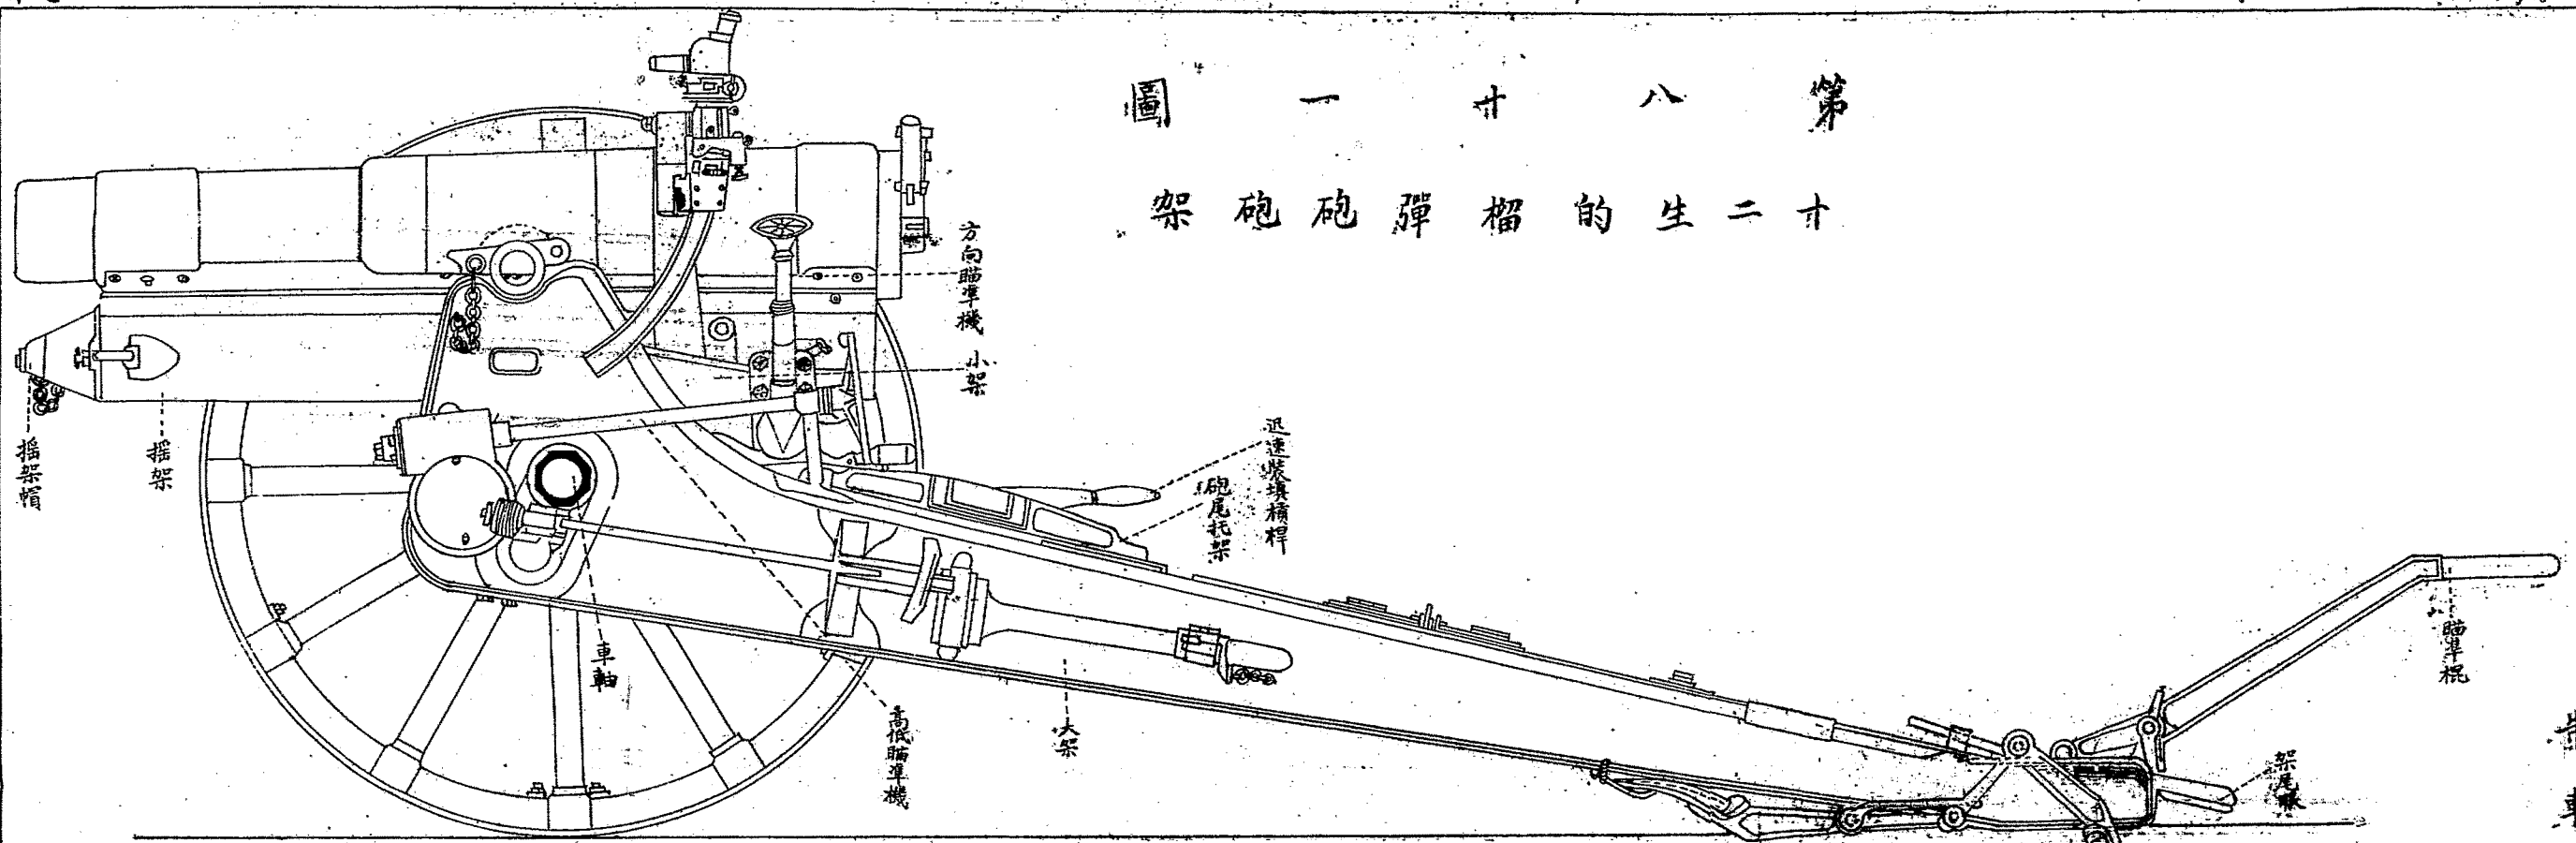 第八十一圖
十二生的榴彈砲砲架
方向瞄準機
小架
迅速裝填槓桿
砲尾托架
瞄準棍
架尾
搖架帽
搖架
車軸
高低瞄準機
大架